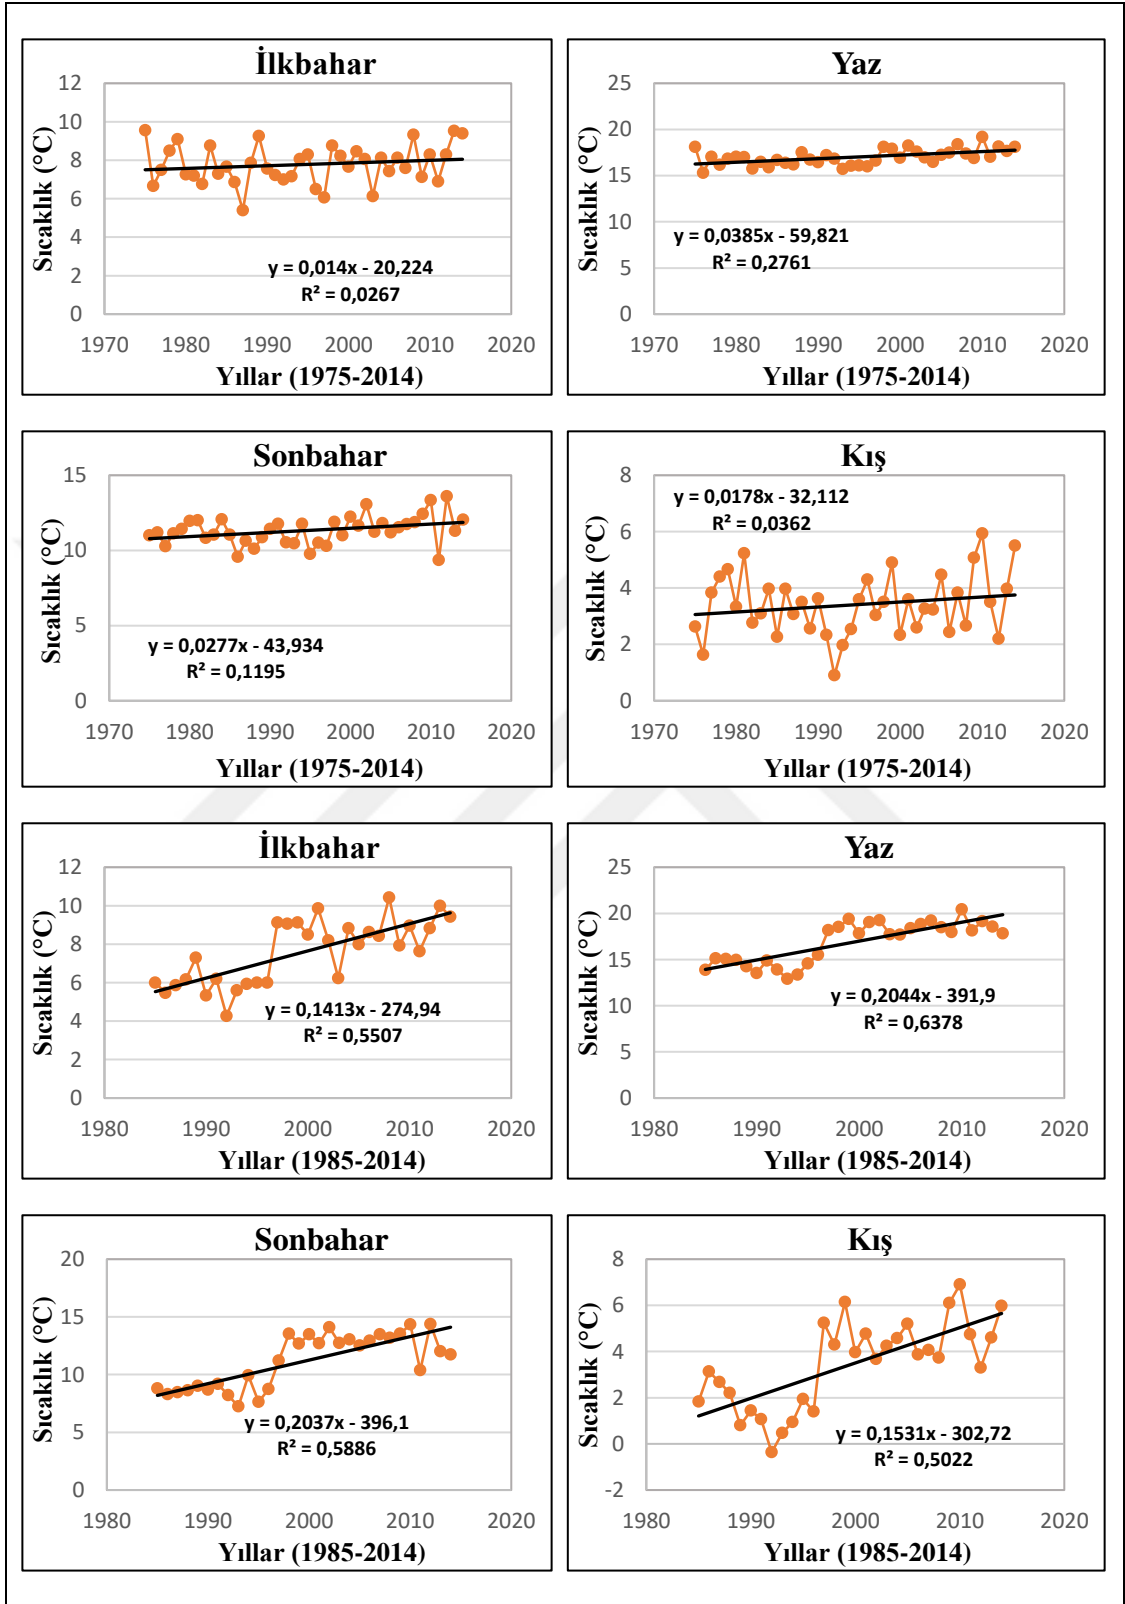 İlkbahar
12
10
8
6
4
2
0
Sıcaklık (°C)
y = 0,014x - 20,224
R² = 0,0267
1970 1980 1990 2000 2010 2020
Yıllar (1975-2014)
Yaz
25
20
15
10
5
0
Sıcaklık (°C)
y = 0,0385x - 59,821
R² = 0,2761
1970 1980 1990 2000 2010 2020
Yıllar (1975-2014)
Sonbahar
15
10
5
0
Sıcaklık (°C)
y = 0,0277x - 43,934
R² = 0,1195
1970 1980 1990 2000 2010 2020
Yıllar (1975-2014)
Kış
8
6
4
2
0
Sıcaklık (°C)
y = 0,0178x - 32,112
R² = 0,0362
1970 1980 1990 2000 2010 2020
Yıllar (1975-2014)
İlkbahar
12
10
8
6
4
2
0
Sıcaklık (°C)
y = 0,1413x - 274,94
R² = 0,5507
1980 1990 2000 2010 2020
Yıllar (1985-2014)
Yaz
25
20
15
10
5
0
Sıcaklık (°C)
y = 0,2044x - 391,9
R² = 0,6378
1980 1990 2000 2010 2020
Yıllar (1985-2014)
Sonbahar
20
15
10
5
0
Sıcaklık (°C)
y = 0,2037x - 396,1
R² = 0,5886
1980 1990 2000 2010 2020
Yıllar (1985-2014)
Kış
8
6
4
2
0
-2
Sıcaklık (°C)
y = 0,1531x - 302,72
R² = 0,5022
1980 1990 2000 2010 2020
Yıllar (1985-2014)